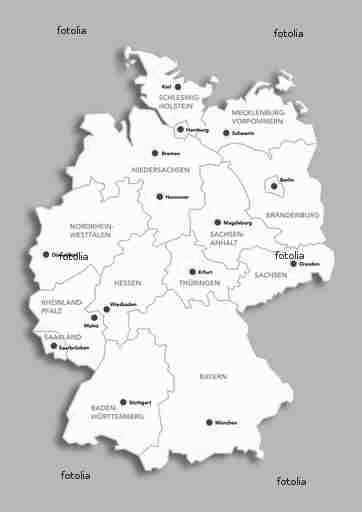 fotolia
fotolia
Kiel
SCHLESWIG-
HOLSTEIN
MECKLENBURG-
VORPOMMERN
Hamburg
Schwerin
Bremen
NIEDERSACHSEN
Berlin
Hannover
BRANDENBURG
Magdeburg
NORDRHEIN-
WESTFALEN
SACHSEN-
ANHALT
fotolia
fotolia
Dresden
Erfurt
SACHSEN
HESSEN
THÜRINGEN
RHEINLAND-
PFALZ
Wiesbaden
Mainz
SAARLAND
Saarbrücken
BAYERN
Stuttgart
BADEN-
WÜRTTEMBERG
München
fotolia
fotolia